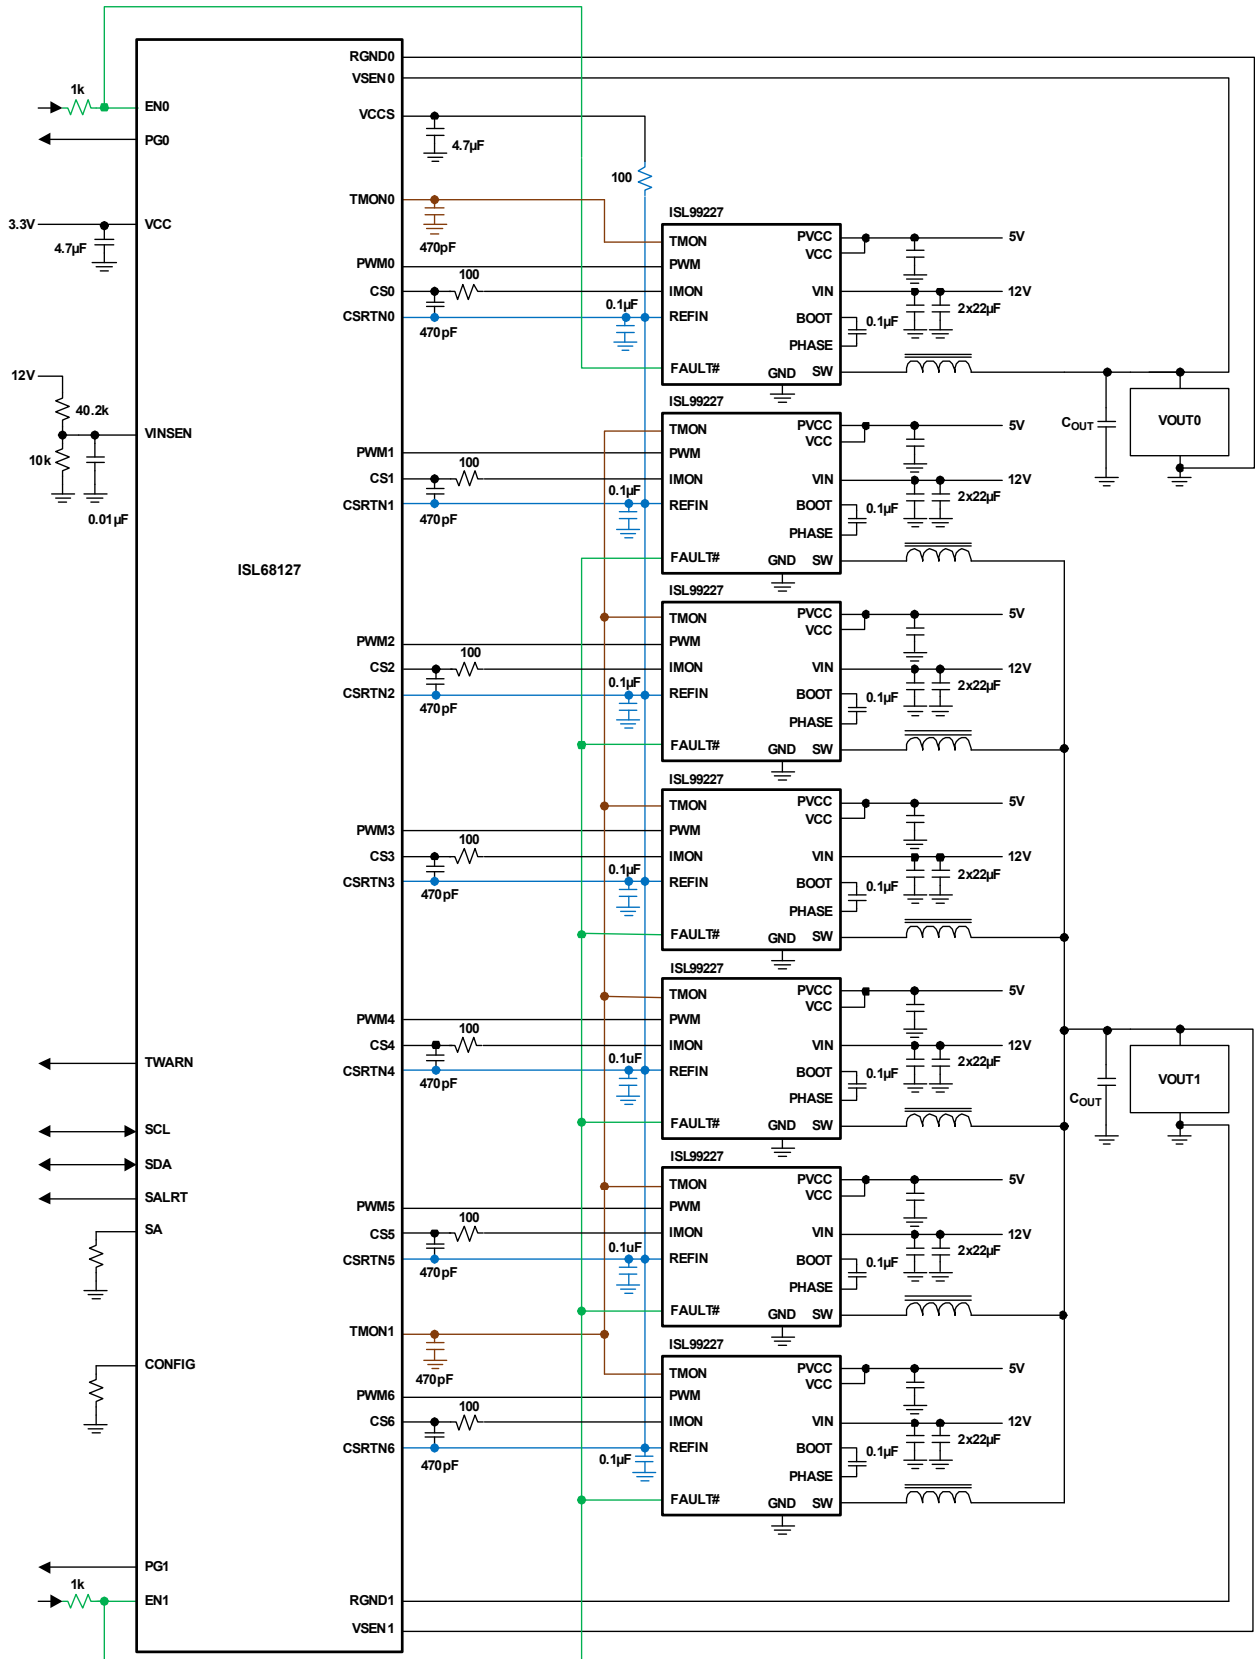 RGND0
VSEN0
1k
EN0
VCCS
PG0
4.7µF
100
TMON0
ISL99227
3.3V
VCC
470pF
TMON
PVCC
VCC
5V
4.7µF
PWM0
PWM
100
CS0
IMON
VIN
12V
0.1µF
2x22µF
CSRTN0
470pF
REFIN
BOOT
0.1µF
PHASE
FAULT#
GND
SW
12V
40.2k
VINSEN
10k
0.01µF
COUT
VOUT0
ISL99227
TMON
PVCC
VCC
5V
PWM1
PWM
100
CS1
IMON
VIN
12V
0.1µF
2x22µF
CSRTN1
470pF
REFIN
BOOT
0.1µF
PHASE
FAULT#
GND
SW
ISL68127
ISL99227
TMON
PVCC
VCC
5V
PWM2
PWM
100
CS2
IMON
VIN
12V
0.1µF
2x22µF
CSRTN2
470pF
REFIN
BOOT
0.1µF
PHASE
FAULT#
GND
SW
ISL99227
TMON
PVCC
VCC
5V
PWM3
PWM
100
CS3
IMON
VIN
12V
0.1µF
2x22µF
CSRTN3
470pF
REFIN
BOOT
0.1µF
PHASE
FAULT#
GND
SW
ISL99227
TMON
PVCC
VCC
5V
PWM4
PWM
100
CS4
IMON
VIN
12V
0.1uF
2x22µF
CSRTN4
470pF
REFIN
BOOT
0.1µF
PHASE
FAULT#
GND
SW
TWARN
COUT
VOUT1
SCL
SDA
SALRT
SA
ISL99227
TMON
PVCC
VCC
5V
PWM5
PWM
100
CS5
IMON
VIN
12V
0.1uF
2x22µF
CSRTN5
470pF
REFIN
BOOT
0.1µF
PHASE
FAULT#
GND
SW
TMON1
470pF
CONFIG
ISL99227
TMON
PVCC
VCC
5V
PWM6
PWM
100
CS6
IMON
VIN
12V
0.1µF
2x22µF
CSRTN6
470pF
REFIN
BOOT
0.1µF
PHASE
FAULT#
GND
SW
PG1
1k
EN1
RGND1
VSEN1